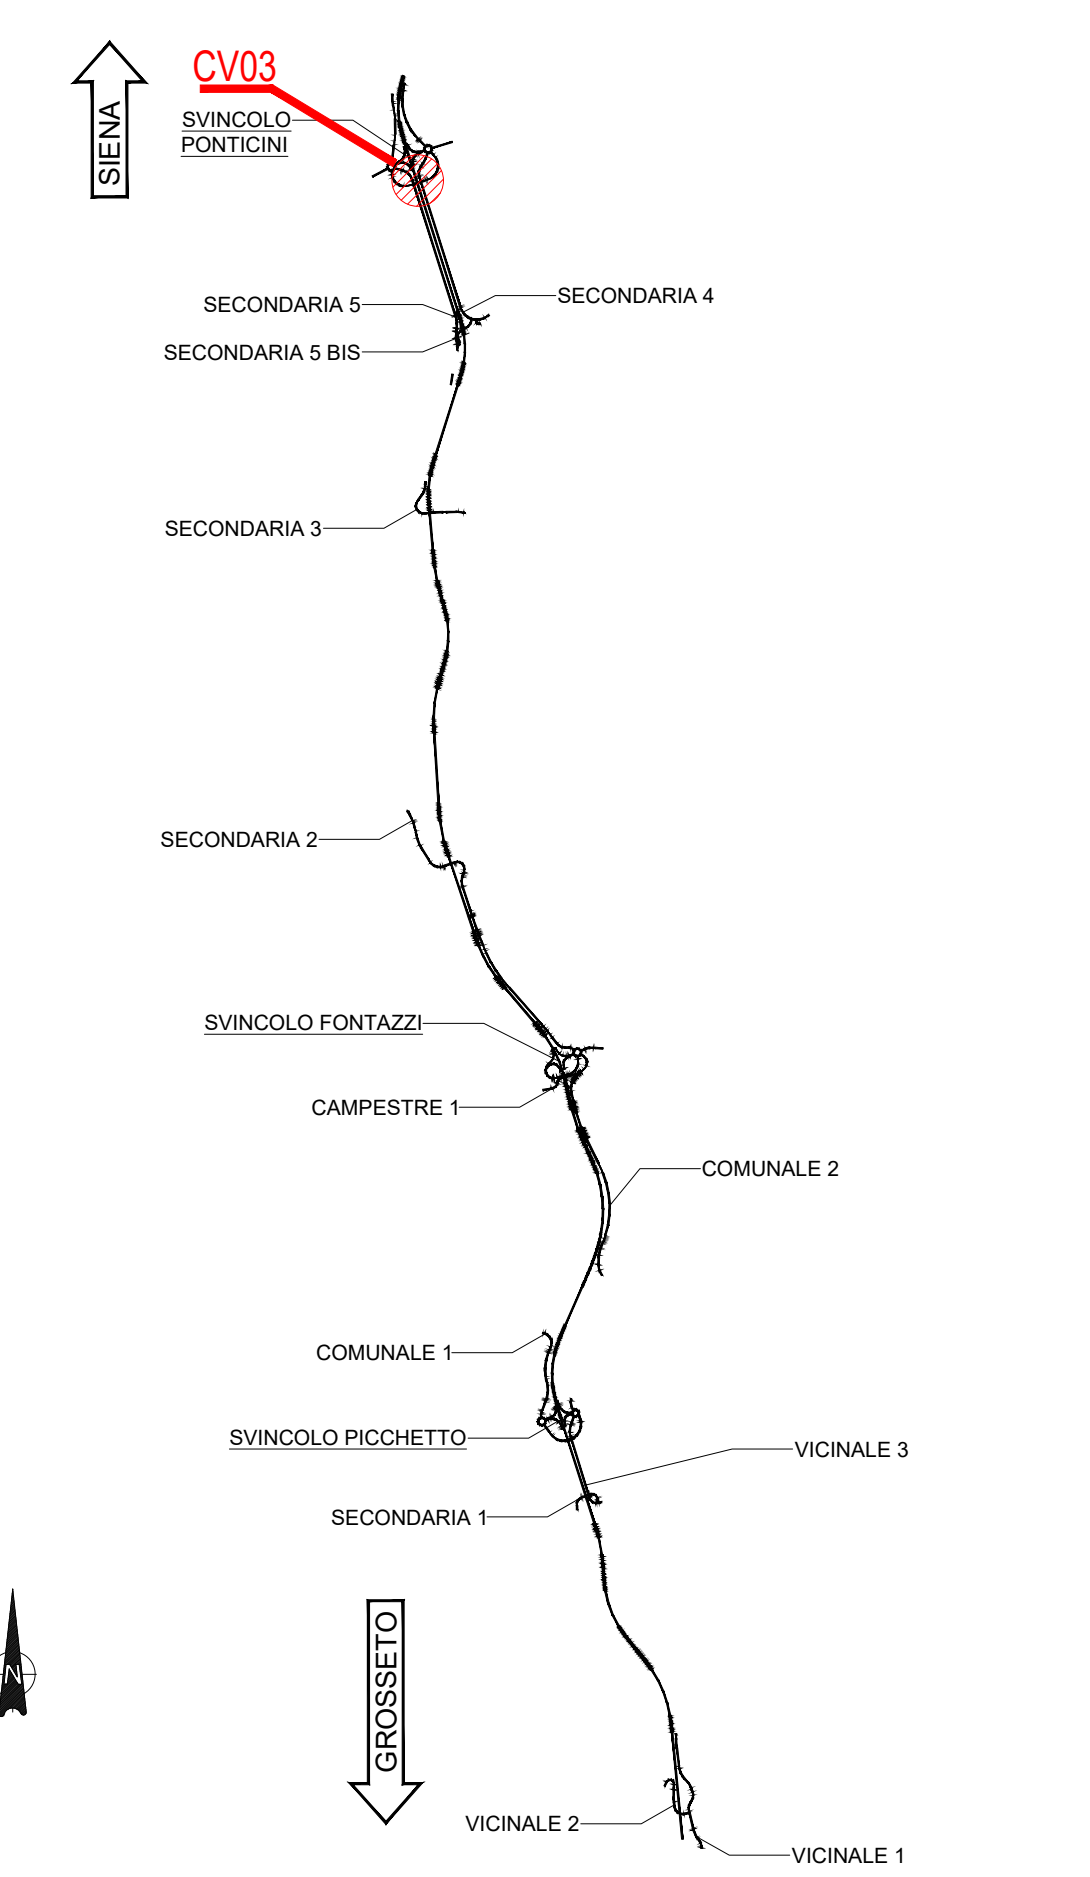 CV03
SIENA
SVINCOLO
PONTICINI
SECONDARIA 4
SECONDARIA 5
SECONDARIA 5 BIS
SECONDARIA 3
SECONDARIA 2
SVINCOLO FONTAZZI
CAMPESTRE 1
COMUNALE 2
COMUNALE 1
SVINCOLO PICCHETTO
VICINALE 3
SECONDARIA 1
N
GROSSETO
VICINALE 2
VICINALE 1